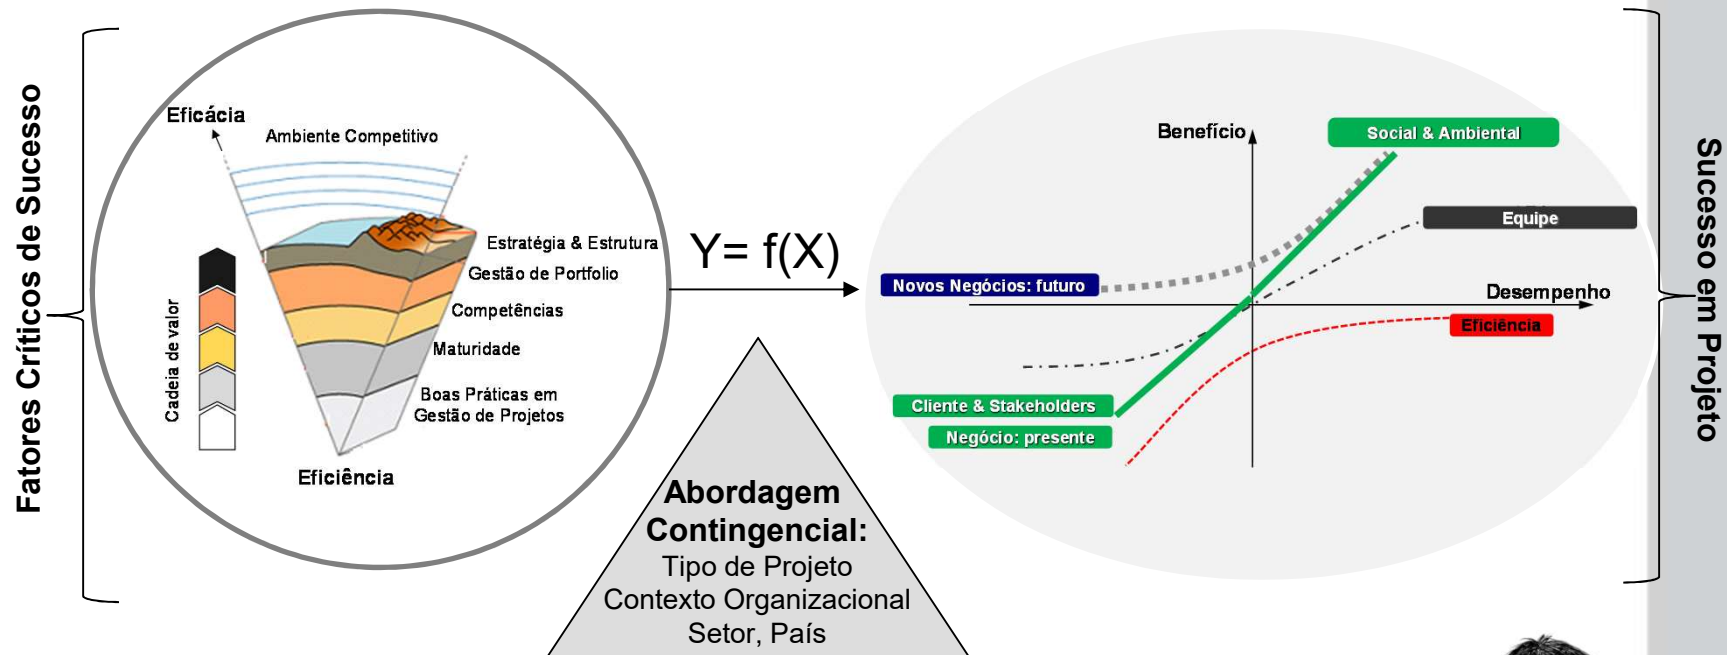 Fatores Críticos de Sucesso
Eficácia
Ambiente Competitivo
Estratégia & Estrutura
Gestão de Portfolio
Competências
Maturidade
Boas Práticas em
Gestão de Projetos
Cadeia de valor
Eficiência
Y= f(X)
Abordagem
Contingencial:
Tipo de Projeto
Contexto Organizacional
Setor, País
Benefício
Social & Ambiental
Equipe
Novos Negócios: futuro
Desempenho
Eficiência
Cliente & Stakeholders
Negócio: presente
Sucesso em Projeto